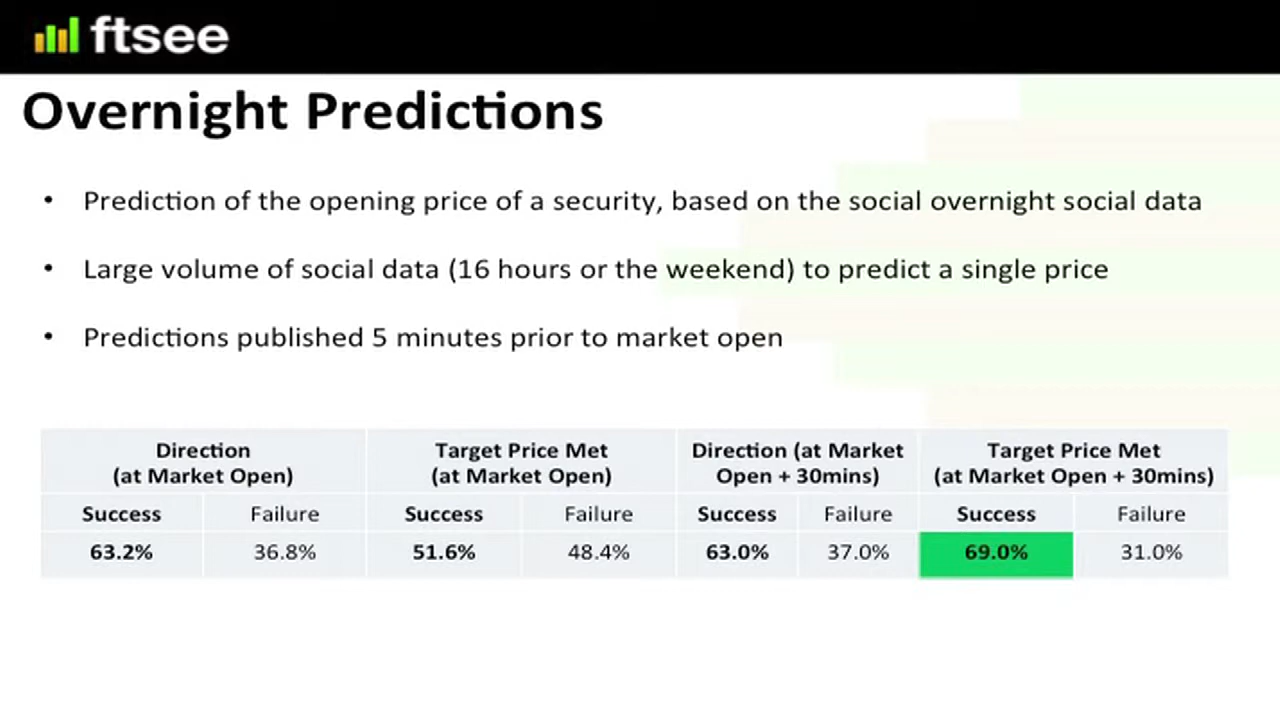 ftsee
Overnight Predictions
• Prediction of the opening price of a security, based on the social overnight social data
• Large volume of social data (16 hours or the weekend) to predict a single price
• Predictions published 5 minutes prior to market open
Direction (at Market Open)
Target Price Met (at Market Open)
Direction (at Market Open + 30mins)
Target Price Met (at Market Open + 30mins)
Success Failure Success Failure Success Failure Success Failure
63.2% 36.8% 51.6% 48.4% 63.0% 37.0% 69.0% 31.0%